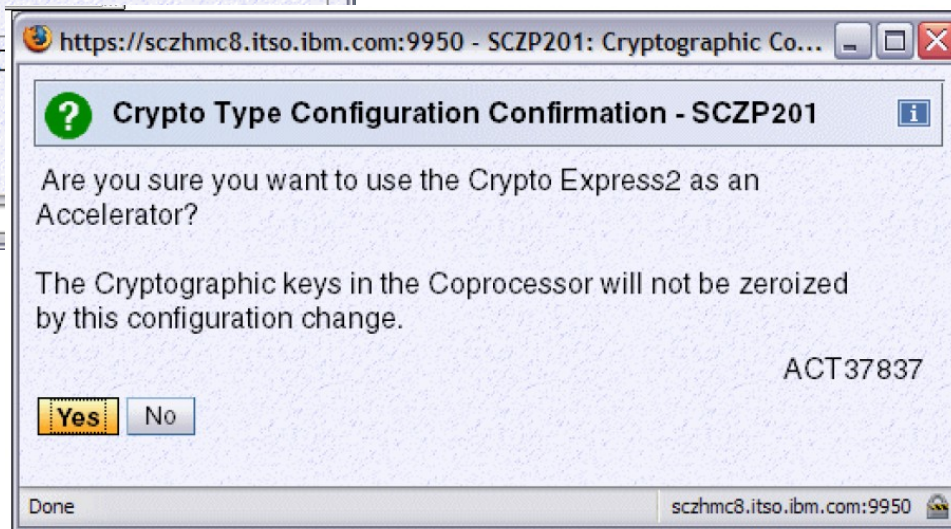 https://sczhmc8.itso.ibm.com:9950 - SCZP201: Cryptographic Co...
Crypto Type Configuration Confirmation - SCZP201
Are you sure you want to use the Crypto Express2 as an
Accelerator?
The Cryptographic keys in the Coprocessor will not be zeroized
by this configuration change.
ACT37837
Yes No
Done sczhmc8.itso.ibm.com:9950